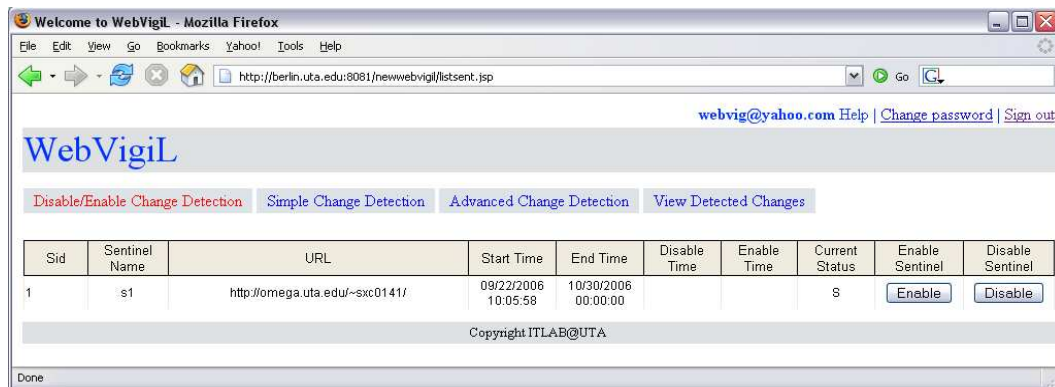 Welcome to WebVigiL - Mozilla Firefox
File Edit View Go Bookmarks Yahoo! Tools Help
http://berlin.uta.edu:8081/newwebvigil/listsent.jsp Go G
webvig@yahoo.com Help | Change password | Sign out
WebVigiL
Disable/Enable Change Detection Simple Change Detection Advanced Change Detection View Detected Changes
Sid Sentinel Name URL Start Time End Time Disable Time Enable Time Current Status Enable Sentinel Disable Sentinel
1 s1 http://omega.uta.edu/~sxc0141/ 09/22/2006 10:05:58 10/30/2006 00:00:00 S Enable Disable
Copyright ITLAB@UTA
Done